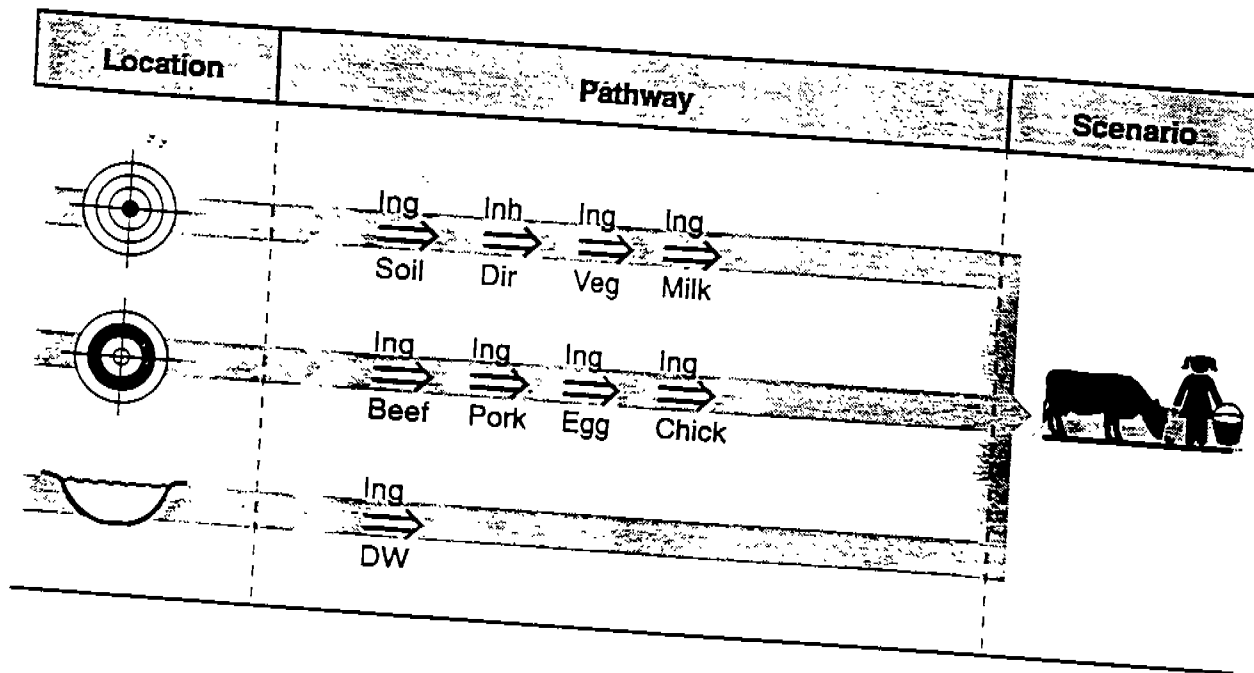 Location Pathway Scenario
Ing Inh Ing Ing
Soil Dir Veg Milk
Ing Ing Ing Ing
Beef Pork Egg Chick
Ing
DW